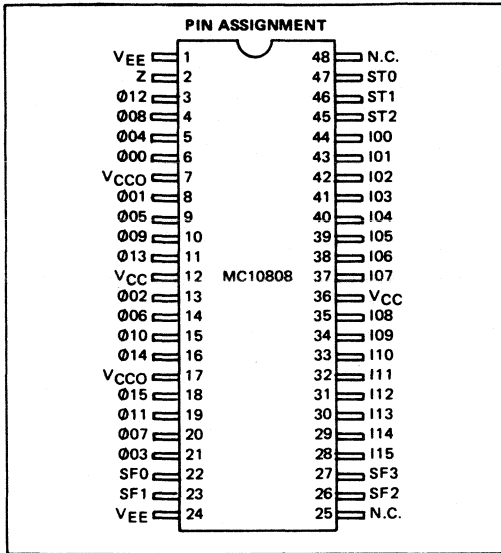 PIN ASSIGNMENT
VEE 1 48 N.C.
Z 2 47 ST0
Ø12 3 46 ST1
Ø08 4 45 ST2
Ø04 5 44 I00
Ø00 6 43 I01
VCCO 7 42 I02
Ø01 8 41 I03
Ø05 9 40 I04
Ø09 10 39 I05
Ø13 11 38 I06
VCC 12 MC10808 37 I07
Ø02 13 36 VCC
Ø06 14 35 I08
Ø10 15 34 I09
Ø14 16 33 I10
VCCO 17 32 I11
Ø15 18 31 I12
Ø11 19 30 I13
Ø07 20 29 I14
Ø03 21 28 I15
SF0 22 27 SF3
SF1 23 26 SF2
VEE 24 25 N.C.